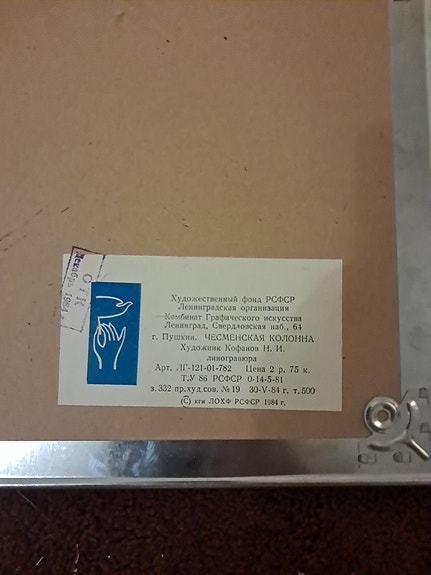 Декабрь 1984
О Т К
Художественный фонд РСФСР
Ленинградская организация
Комбинат Графического искусства
Ленинград, Свердловская наб., 64
г. Пушкин. ЧЕСМЕНСКАЯ КОЛОННА
Художник Кофанов Н. И.
линогравюра
Арт. ЛГ-121-01-782 Цена 2 р. 75 к.
Т.У 86 РСФСР 0-14-5-81
з. 332 пр.худ.сов. № 19 30-V-84 г. т. 500
(C) кги ЛОХФ РСФСР 1984 г.